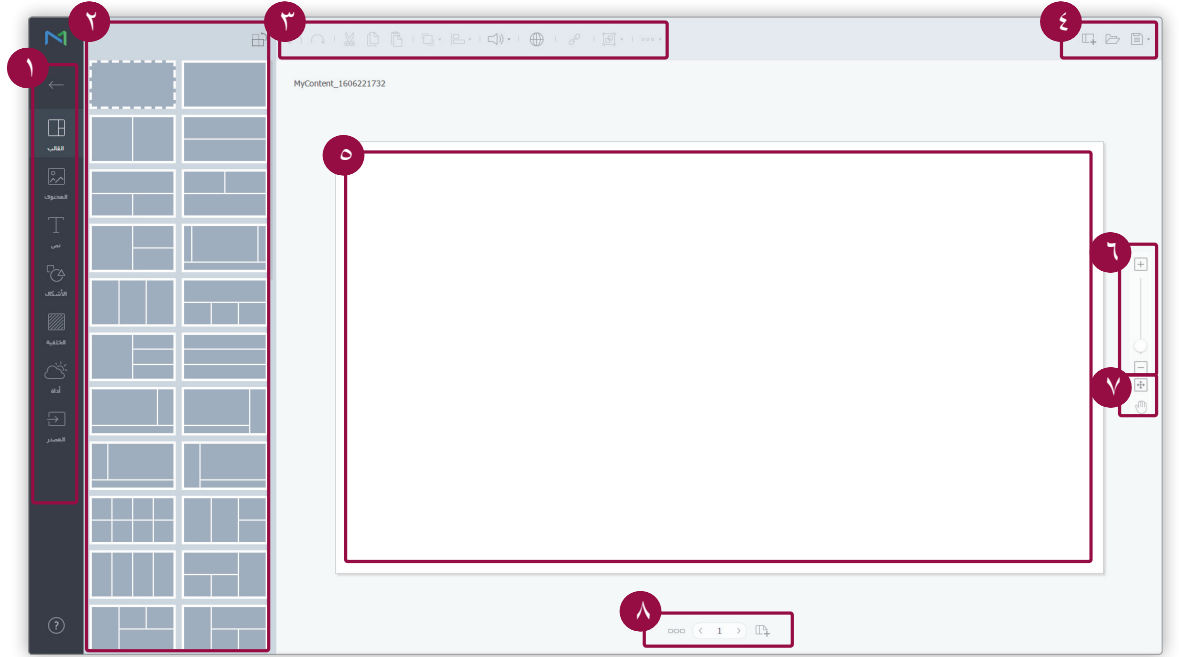 ٢
٣
٤
١
MyContent_1606221732
القالب
٥
المحتوى
نص
٦
الأشكال
الخلفية
أداة
٧
المصدر
٨
1
?